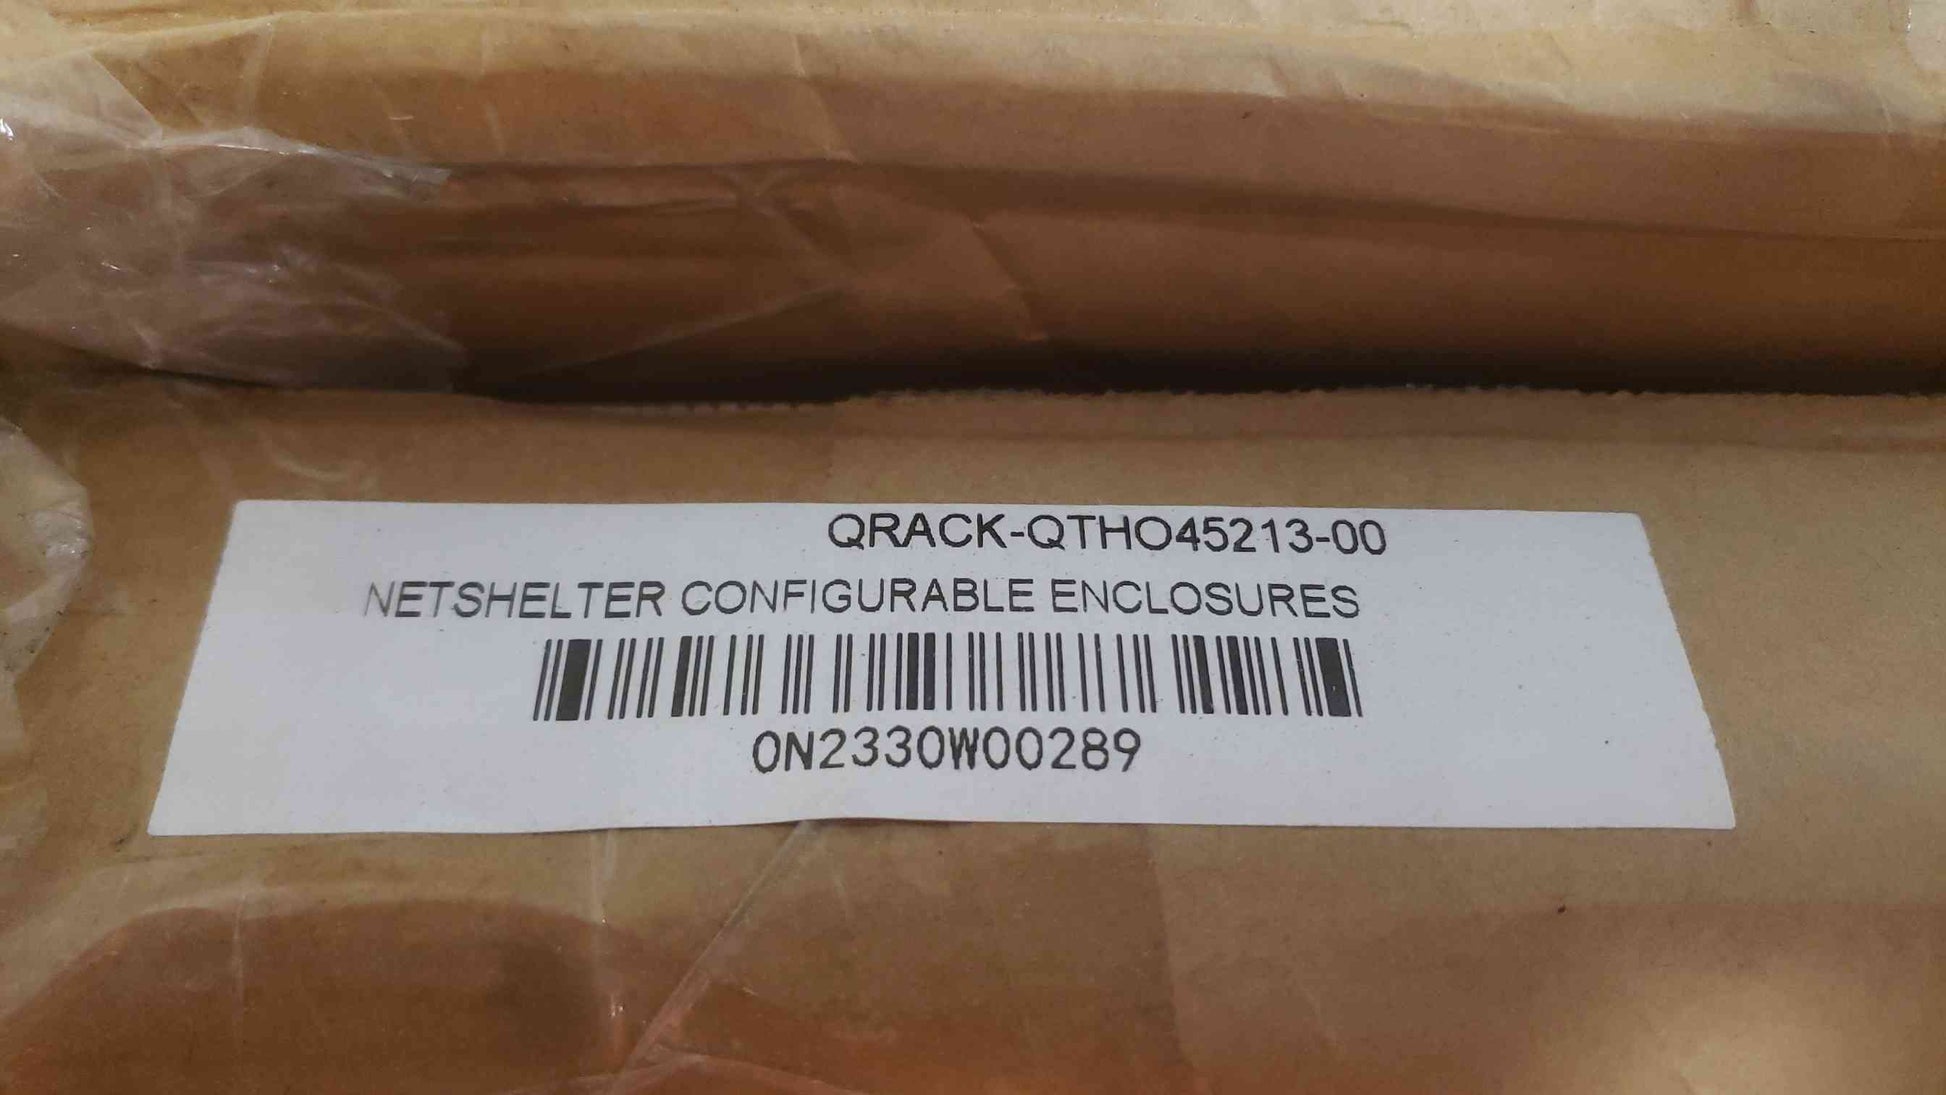 QRACK-QTHO45213-00
NETSHELTER CONFIGURABLE ENCLOSURES
0N2330W00289